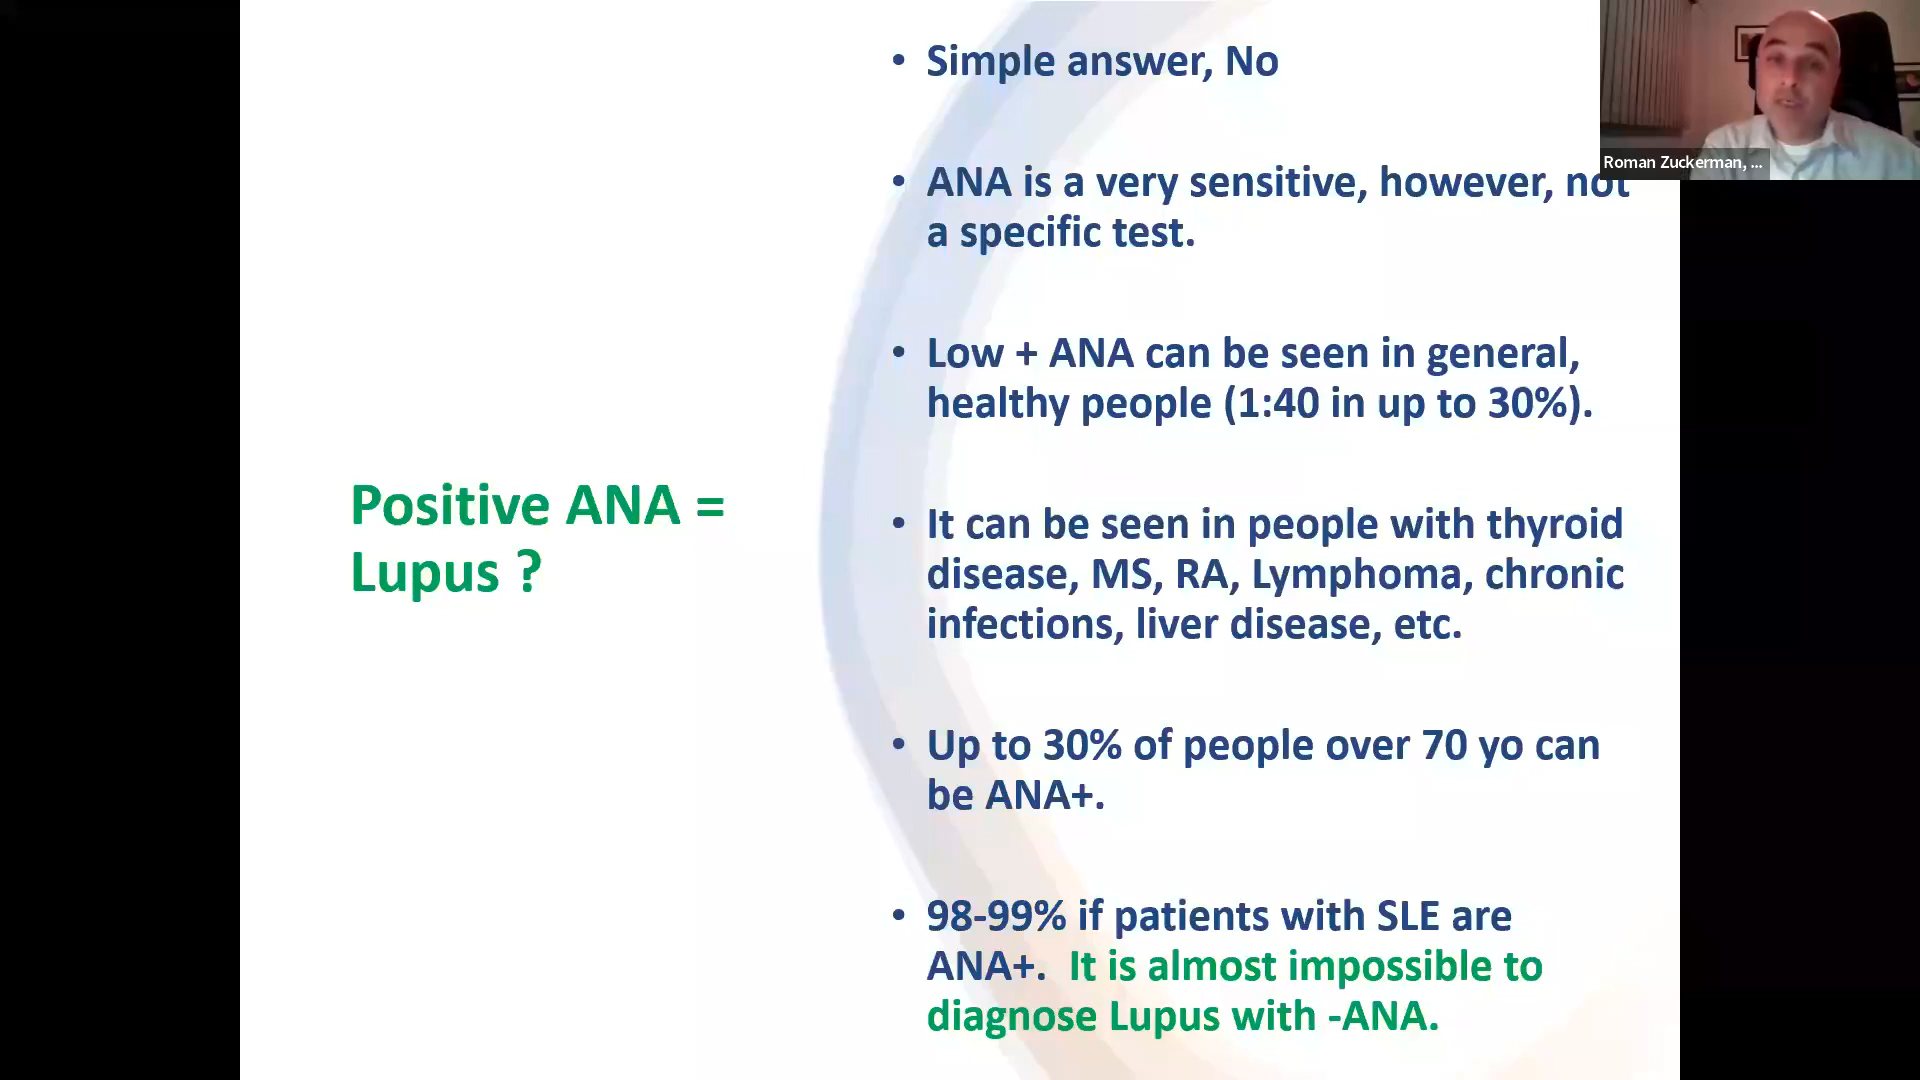 Positive ANA =
Lupus ?
• Simple answer, No
• ANA is a very sensitive, however, not
a specific test.
• Low + ANA can be seen in general,
healthy people (1:40 in up to 30%).
• It can be seen in people with thyroid
disease, MS, RA, Lymphoma, chronic
infections, liver disease, etc.
• Up to 30% of people over 70 yo can
be ANA+.
• 98-99% if patients with SLE are
ANA+. It is almost impossible to
diagnose Lupus with -ANA.
Roman Zuckerman, ...